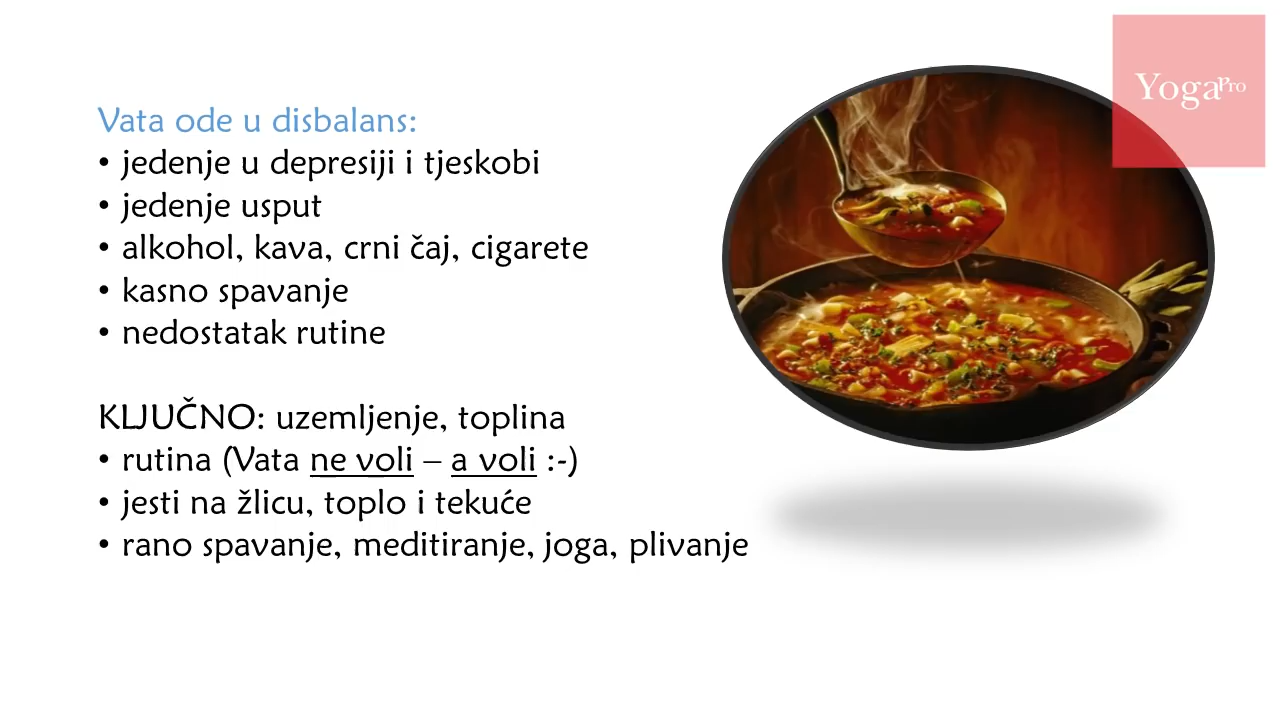 Vata ode u disbalans:
• jedenje u depresiji i tjeskobi
• jedenje usput
• alkohol, kava, crni čaj, cigarete
• kasno spavanje
• nedostatak rutine
KLJUČNO: uzemljenje, toplina
• rutina (Vata ne voli – a voli :-)
• jesti na žlicu, toplo i tekuće
• rano spavanje, meditiranje, joga, plivanje
YogaPro